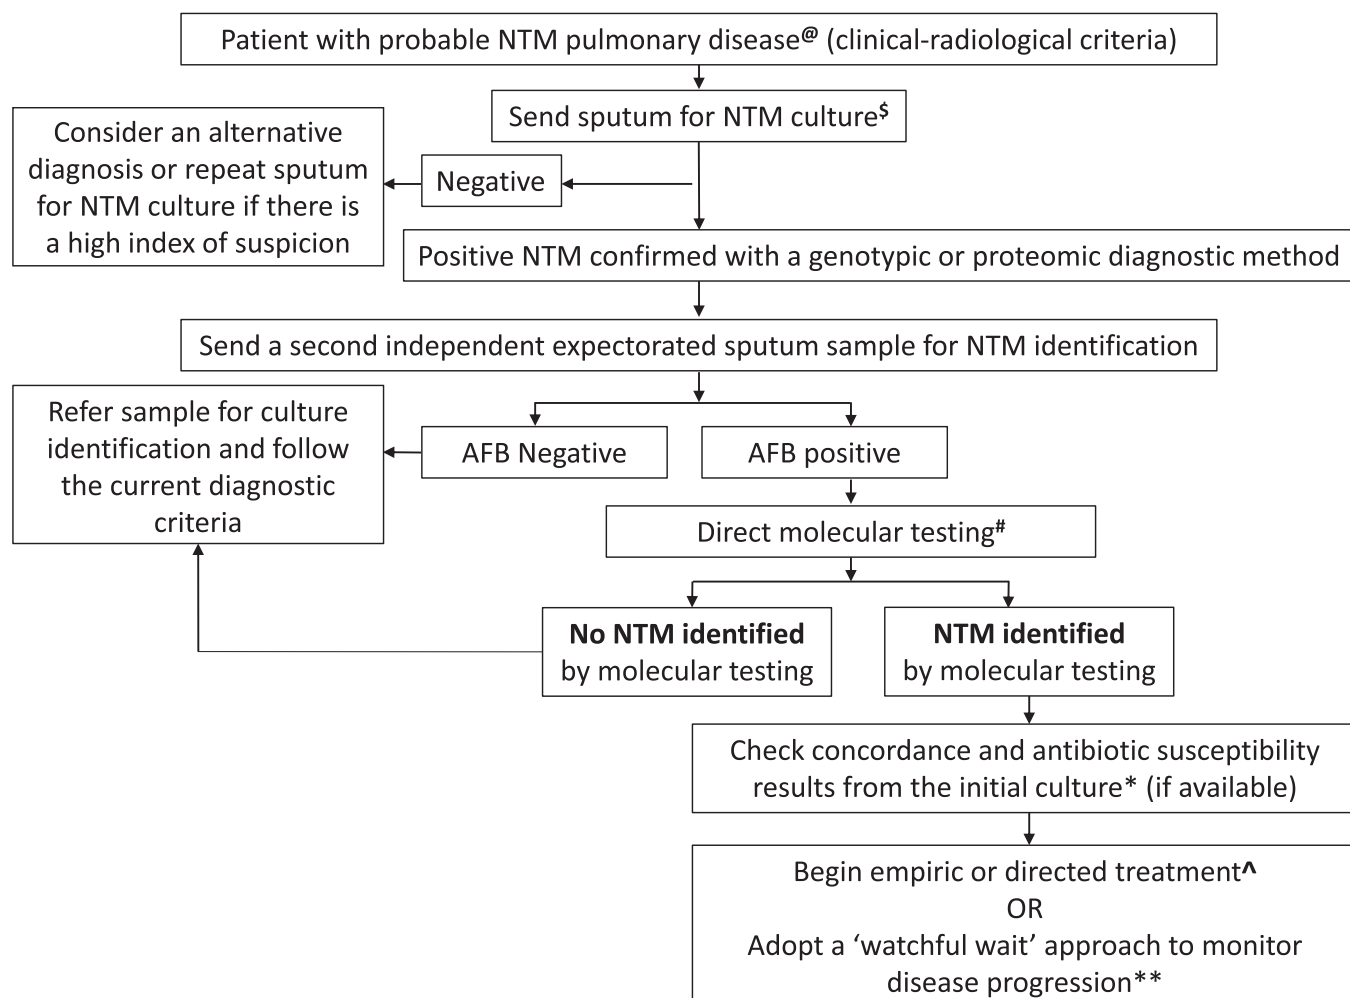 Patient with probable NTM pulmonary disease@ (clinical-radiological criteria)
Send sputum for NTM culture$
Consider an alternative
diagnosis or repeat sputum
for NTM culture if there is
a high index of suspicion
Negative
Positive NTM confirmed with a genotypic or proteomic diagnostic method
Send a second independent expectorated sputum sample for NTM identification
Refer sample for culture
identification and follow
the current diagnostic
criteria
AFB Negative
AFB positive
Direct molecular testing#
No NTM identified
by molecular testing
NTM identified
by molecular testing
Check concordance and antibiotic susceptibility
results from the initial culture* (if available)
Begin empiric or directed treatment^
OR
Adopt a ‘watchful wait’ approach to monitor
disease progression**